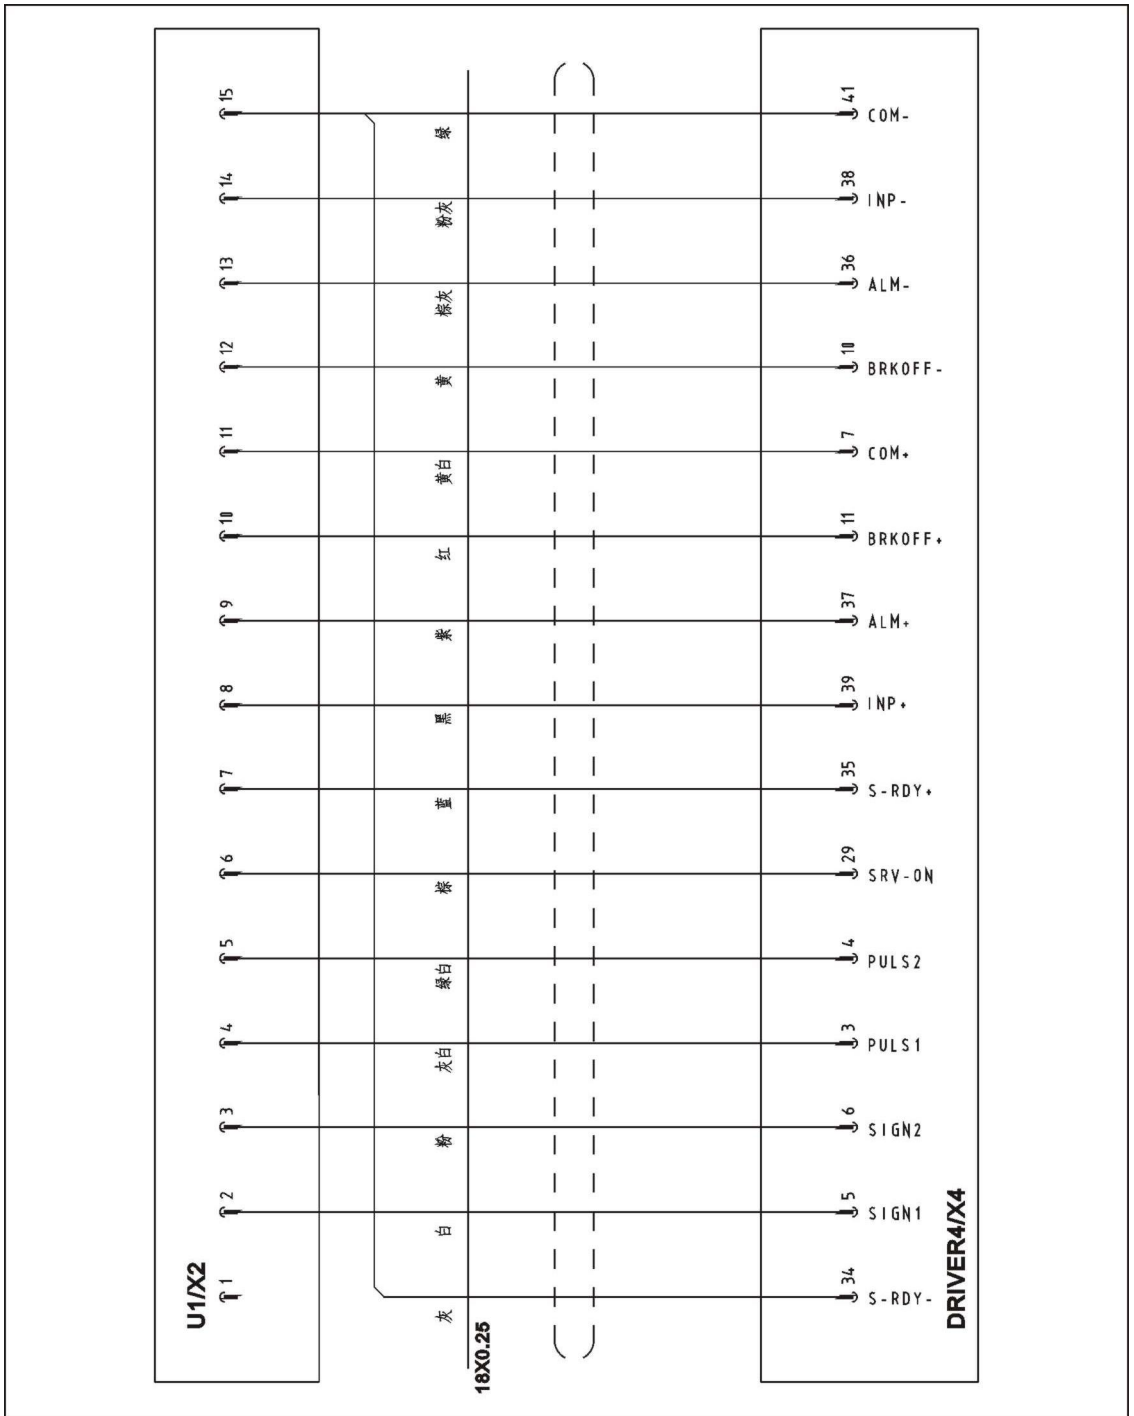 U1/X2
DRIVER4/X4
18X0.25
15 绿 41 COM-
14 粉灰 38 INP-
13 棕灰 36 ALM-
12 黄 10 BRKOFF-
11 黄白 7 COM+
10 红 11 BRKOFF+
9 紫 37 ALM+
8 黑 39 INP+
7 蓝 35 S-RDY+
6 棕 29 SRV-ON
5 绿白 4 PULS2
4 灰白 3 PULS1
3 粉 6 SIGN2
2 白 5 SIGN1
1 灰 34 S-RDY-